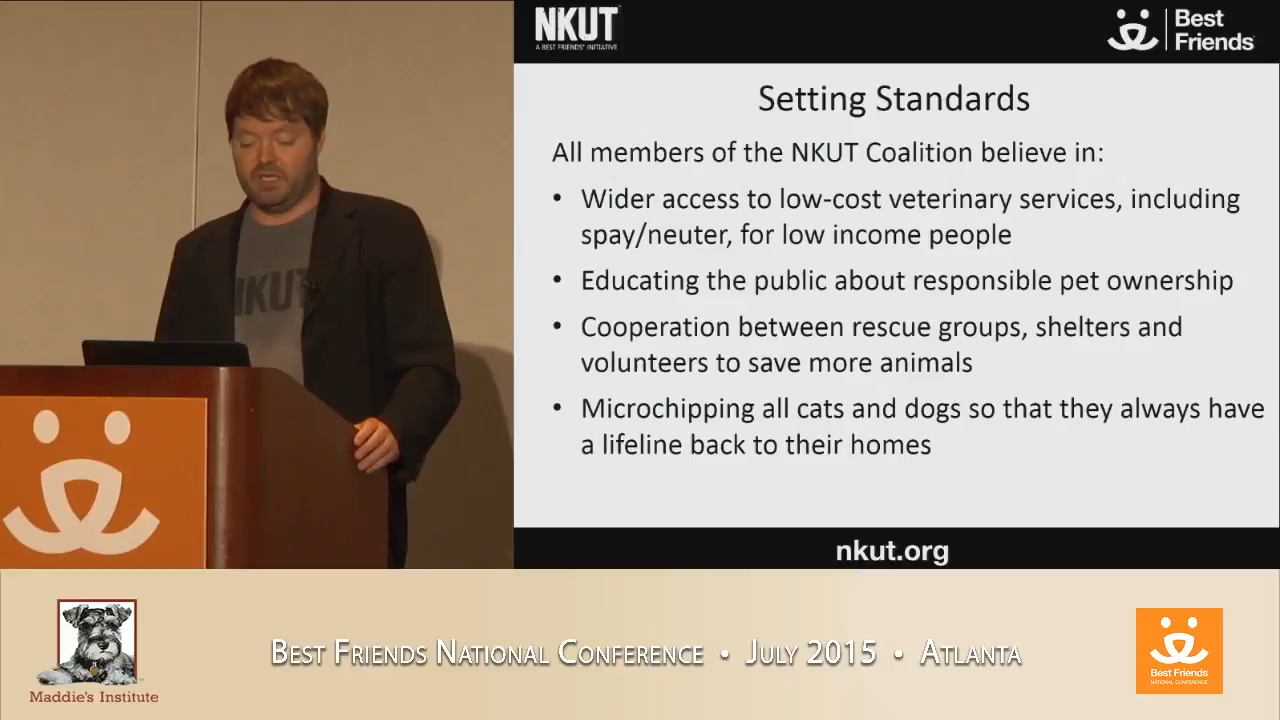 NKUT
A BEST FRIENDS' INITIATIVE
Best
Friends
Setting Standards
All members of the NKUT Coalition believe in:
• Wider access to low-cost veterinary services, including
spay/neuter, for low income people
• Educating the public about responsible pet ownership
• Cooperation between rescue groups, shelters and
volunteers to save more animals
• Microchipping all cats and dogs so that they always have
a lifeline back to their homes
nkut.org
NKUT
Maddie's Institute
Best Friends National Conference • July 2015 • Atlanta
Best Friends
NATIONAL CONFERENCE